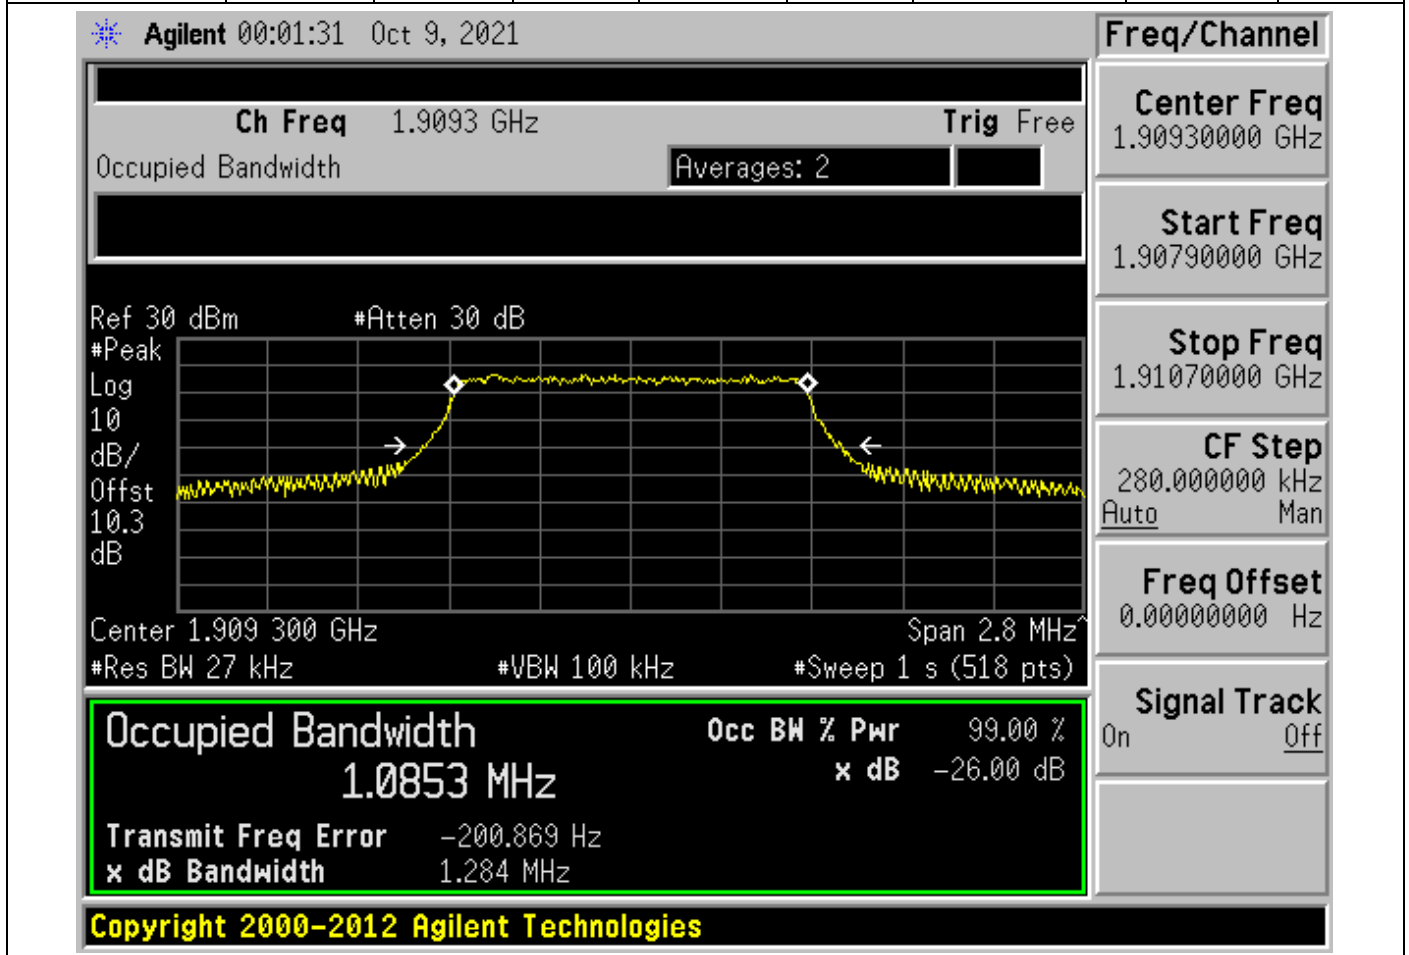 Agilent 00:01:31 Oct 9, 2021
Freq/Channel
Ch Freq 1.9093 GHz Trig Free
Occupied Bandwidth Averages: 2
Center Freq
1.90930000 GHz
Start Freq
1.90790000 GHz
Stop Freq
1.91070000 GHz
CF Step
280.000000 kHz
Auto Man
Freq Offset
0.00000000 Hz
Signal Track
On Off
Ref 30 dBm #Atten 30 dB
#Peak
Log
10
dB/
Offst
10.3
dB
Center 1.909 300 GHz Span 2.8 MHz^
#Res BW 27 kHz #VBW 100 kHz #Sweep 1 s (518 pts)
Occupied Bandwidth Occ BW % Pwr 99.00 %
1.0853 MHz x dB -26.00 dB
Transmit Freq Error -200.869 Hz
x dB Bandwidth 1.284 MHz
Copyright 2000-2012 Agilent Technologies